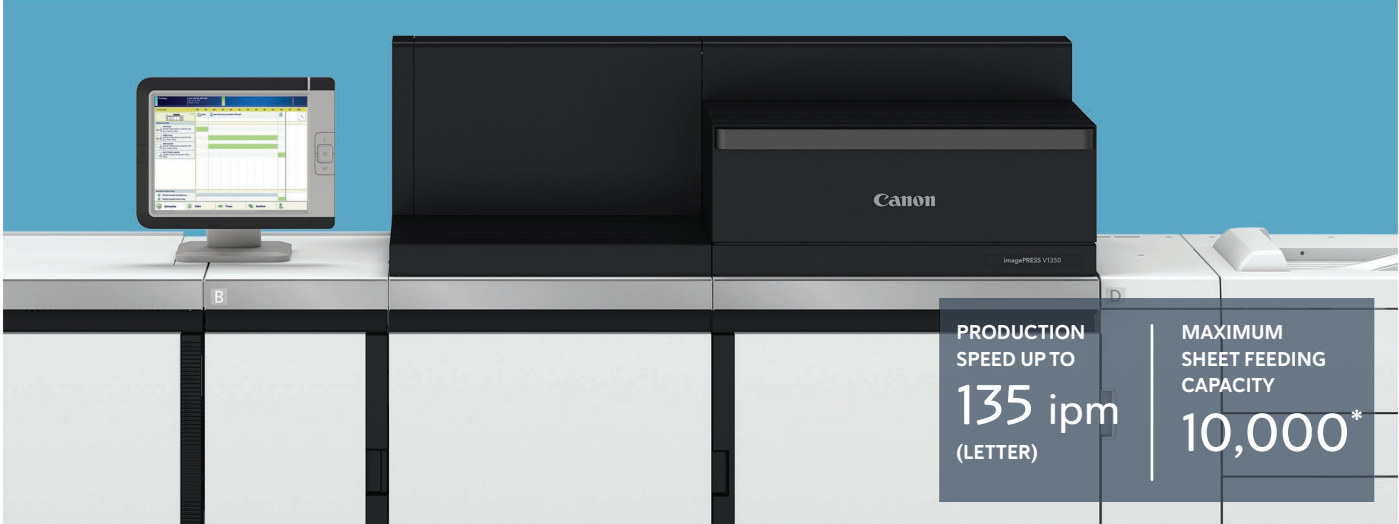 Canon
imagePRESS V1350
B
D
PRODUCTION
SPEED UP TO
135 ipm
(LETTER)
MAXIMUM
SHEET FEEDING
CAPACITY
10,000*